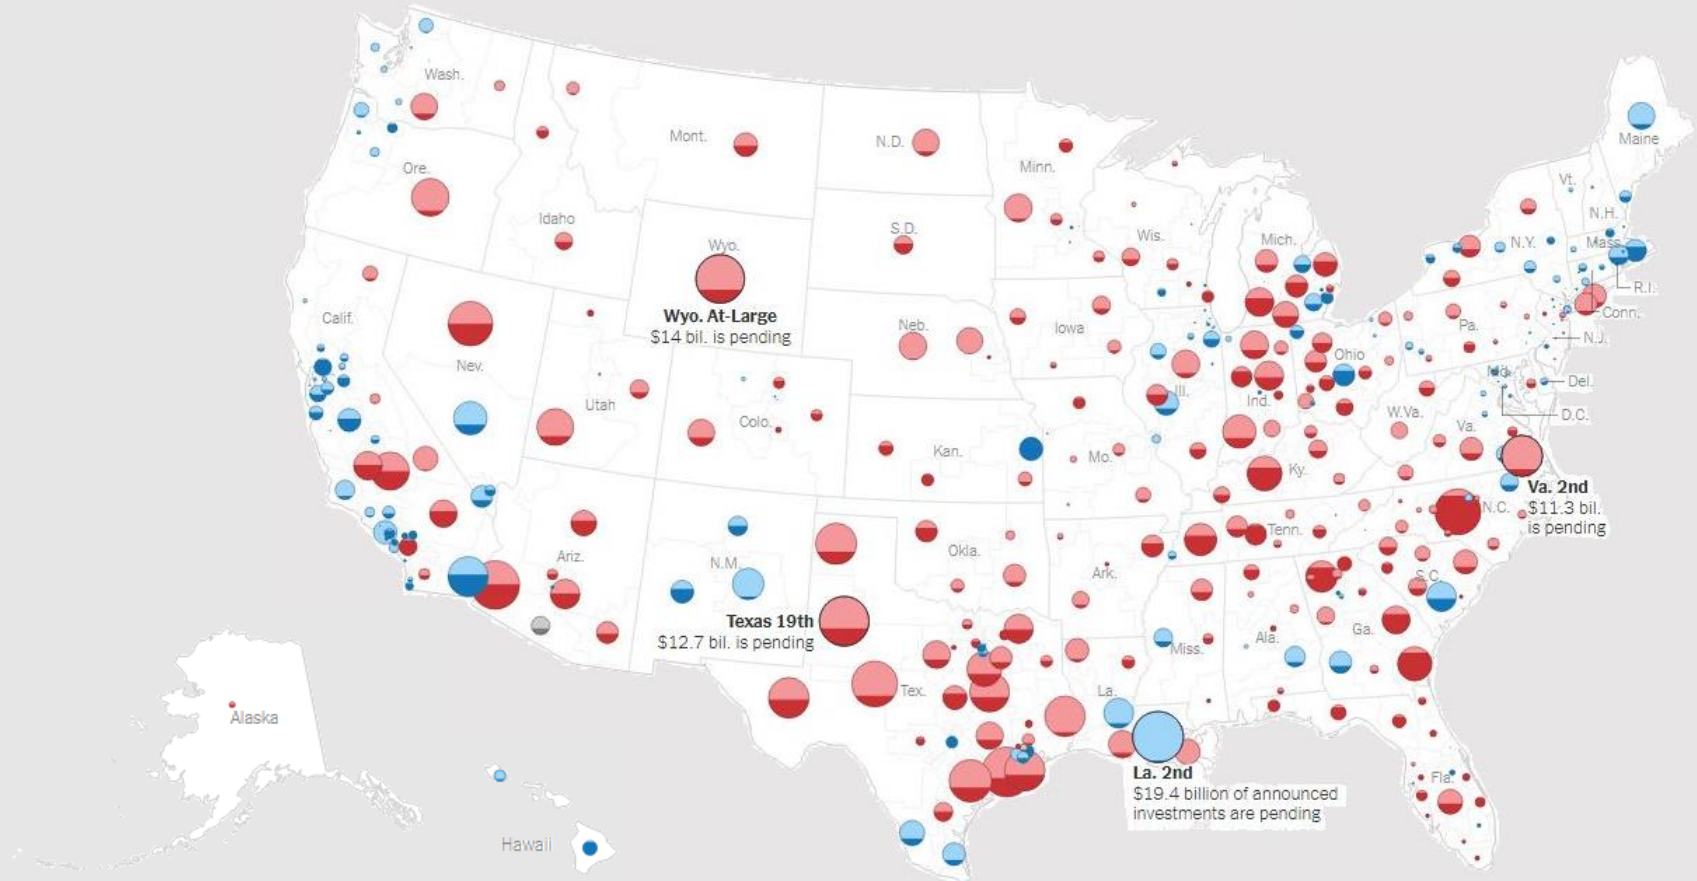 Wash.
Maine
Mont.
N.D.
Minn.
Ore.
Vt.
Idaho
N.H.
S.D.
Wis.
Mich.
N.Y.
Mass.
Wyo.
R.I.
Wyo. At-Large
$14 bil. is pending
Calif.
Conn.
Neb.
Iowa
Pa.
N.J.
Nev.
Ohio
Md.
Del.
Utah
Ill.
Ind.
D.C.
Colo.
W.Va.
Va.
Kan.
Mo.
Ky.
Va. 2nd
$11.3 bil.
is pending
N.C.
Tenn.
Ariz.
N.M.
Okla.
Ark.
S.C.
Texas 19th
$12.7 bil. is pending
Miss.
Ala.
Ga.
Tex.
La.
Alaska
La. 2nd
$19.4 billion of announced
investments are pending
Fla.
Hawaii